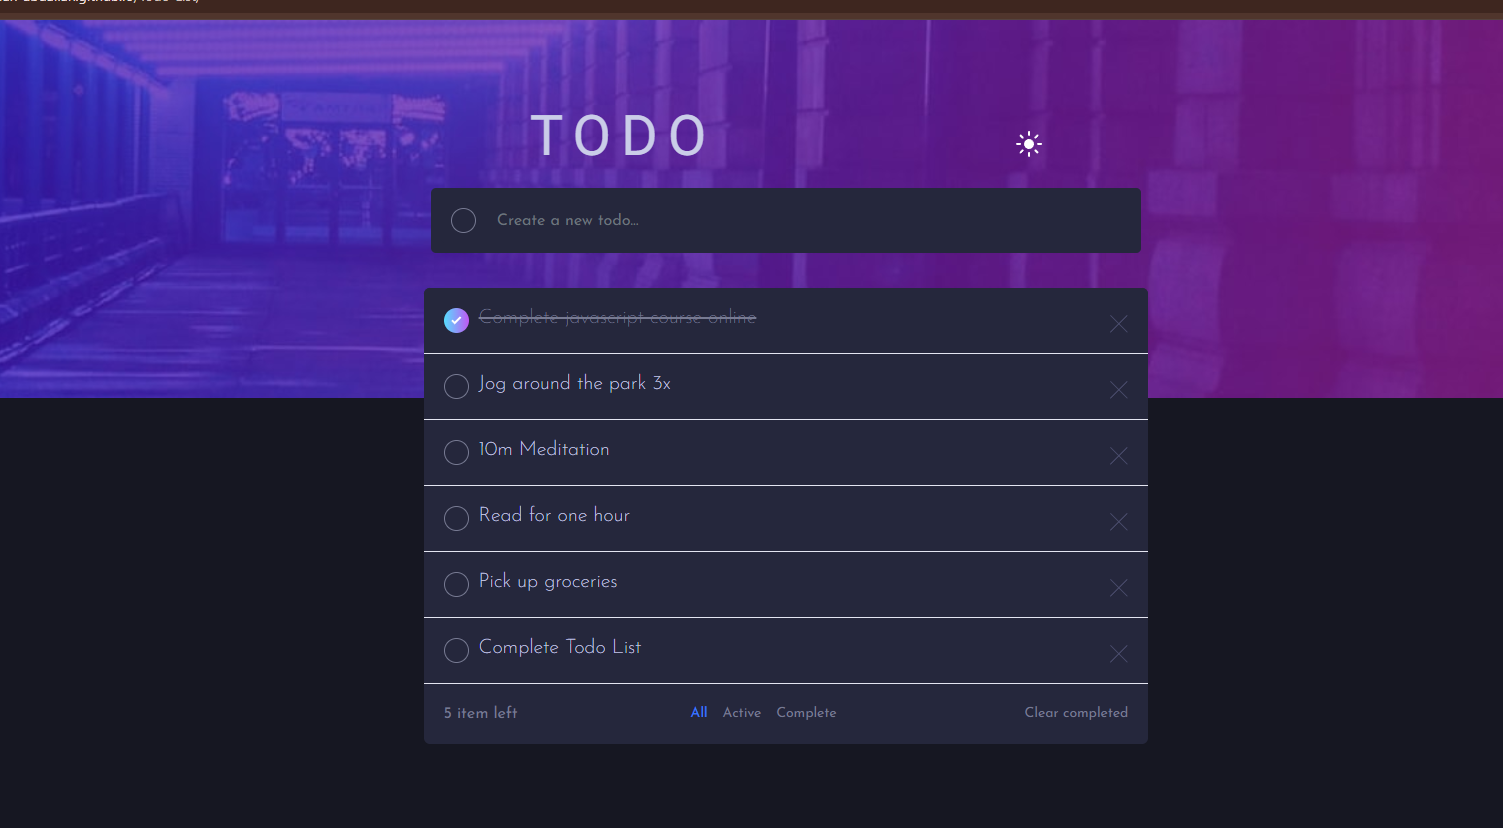 TODO
Create a new todo...
Complete javascript course online
Jog around the park 3x
10m Meditation
Read for one hour
Pick up groceries
Complete Todo List
5 item left
All Active Complete
Clear completed